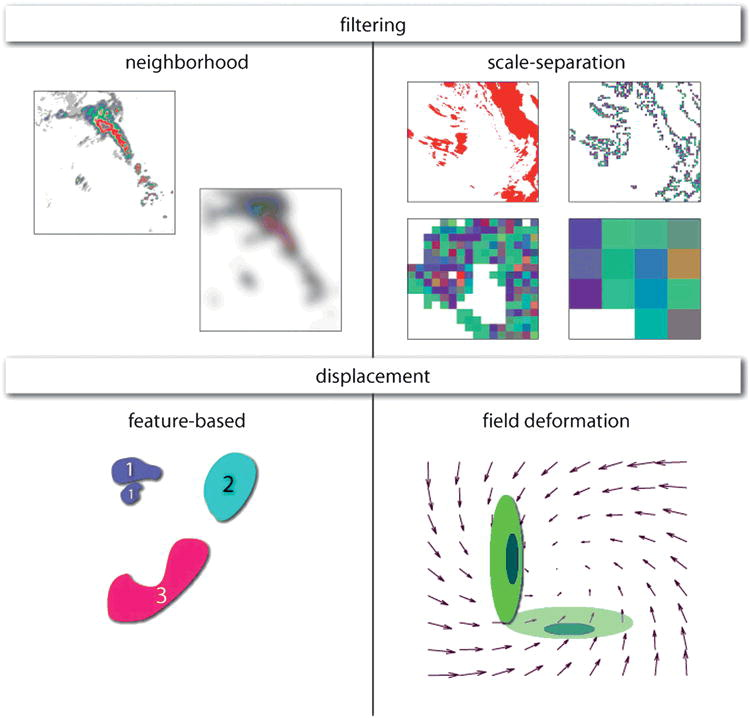 filtering
neighborhood
scale-separation
displacement
feature-based
field deformation
1
1
2
3